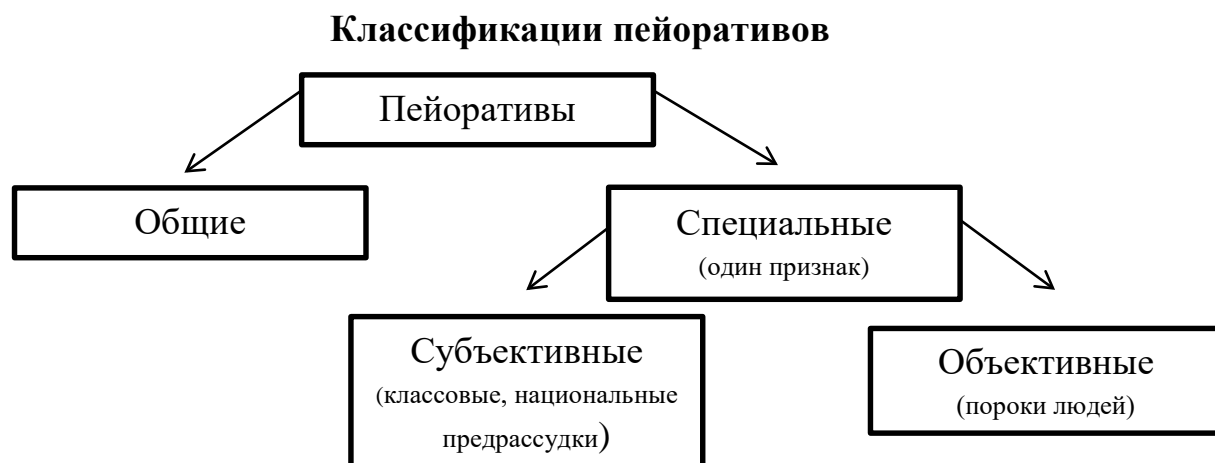 Классификации пейоративов
Пейоративы
Общие
Специальные
(один признак)
Субъективные
(классовые, национальные
предрассудки)
Объективные
(пороки людей)